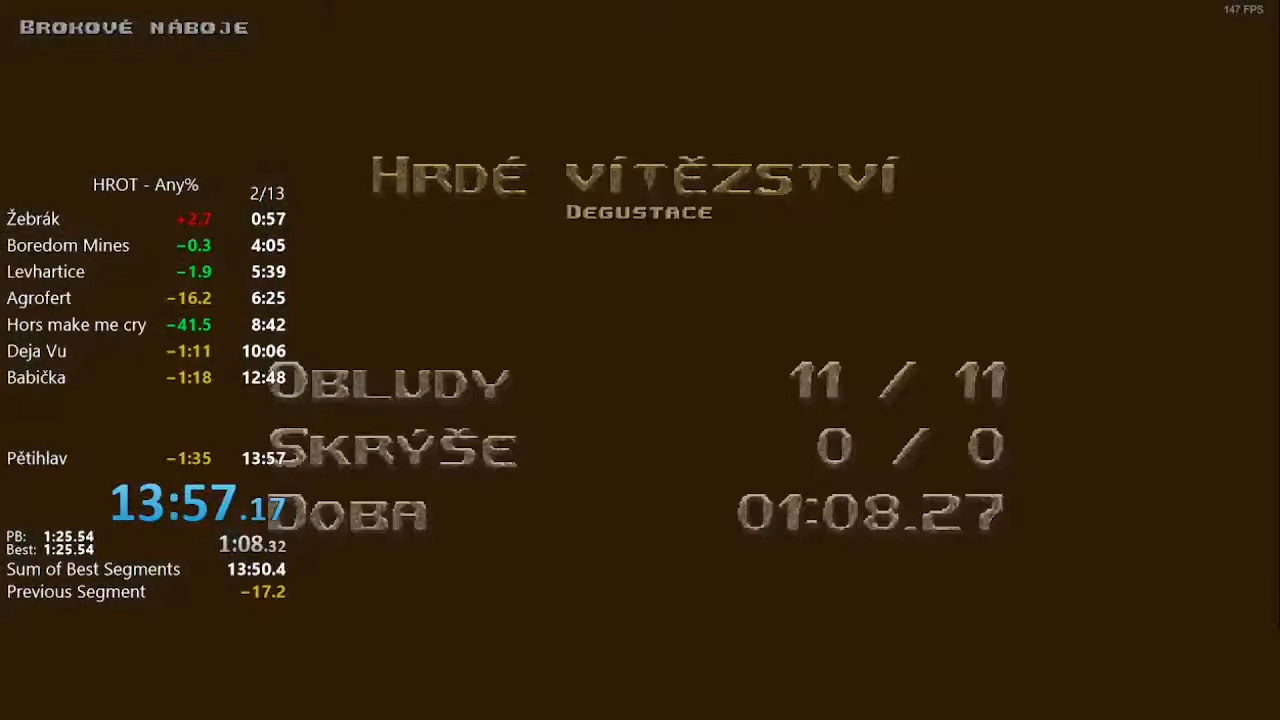 Brokové náboje
147 FPS
Hrdé vítězství
Degustace
HROT - Any%
2/13
Žebrák +2.7 0:57
Boredom Mines −0.3 4:05
Levhartice −1.9 5:39
Agrofert −16.2 6:25
Hors make me cry −41.5 8:42
Deja Vu −1:11 10:06
Babička −1:18 12:48
Obludy 11 / 11
Skrýše 0 / 0
Pětihlav −1:35 13:57
13:57.17
Doba 01:08.27
PB: 1:25.54
Best: 1:25.54
1:08.32
Sum of Best Segments 13:50.4
Previous Segment −17.2